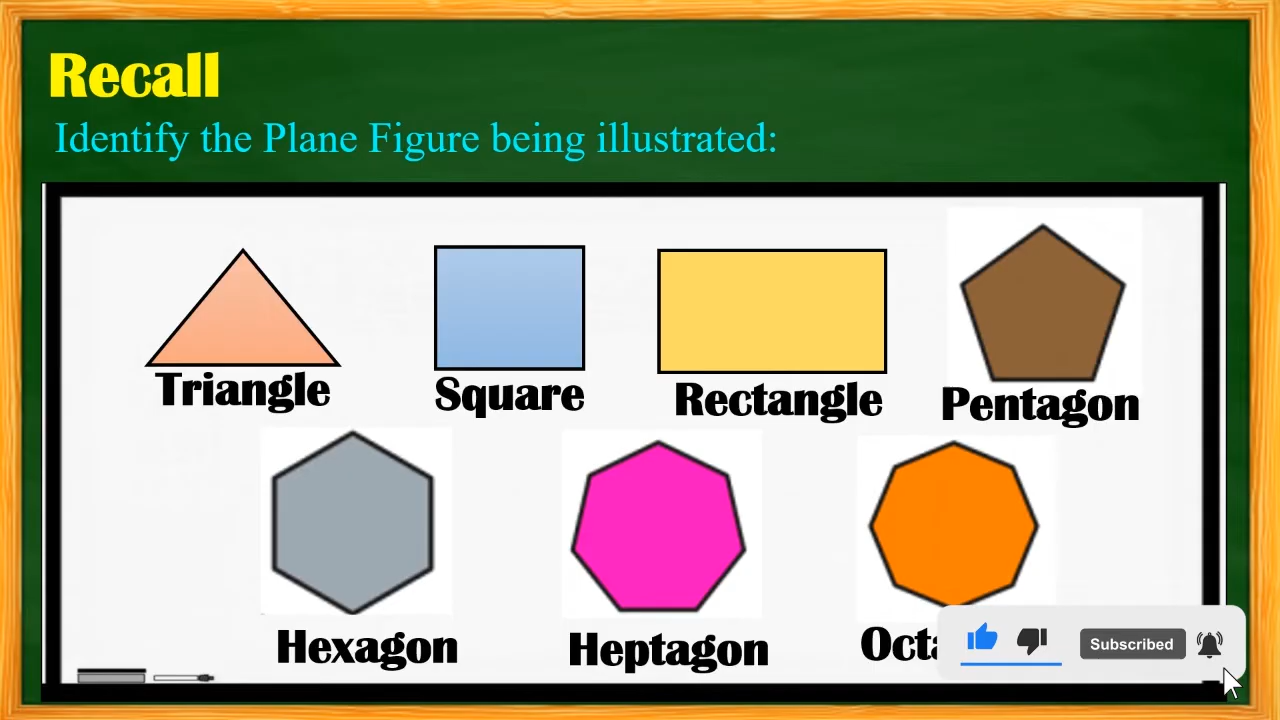 Recall
Identify the Plane Figure being illustrated:
Triangle
Square
Rectangle
Pentagon
Hexagon
Heptagon
Octa
Subscribed